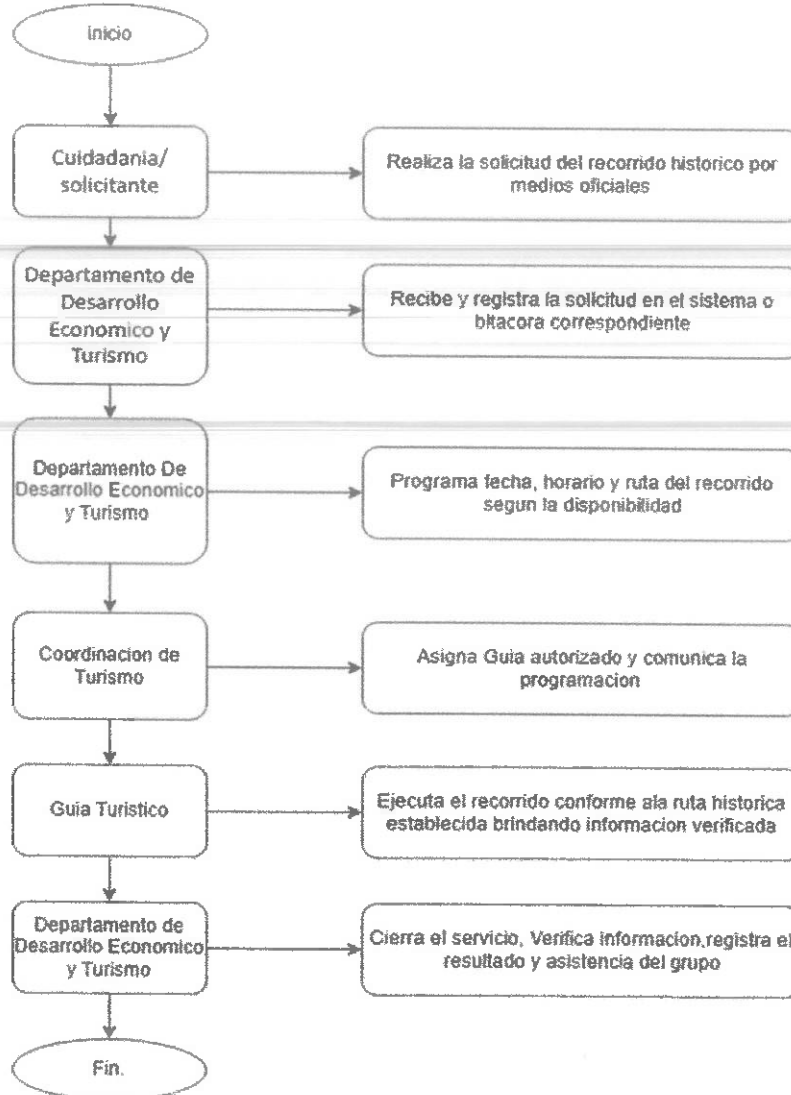 Inicio
Cuidadania/
solicitante
Realiza la solicitud del recorrido historico por
medios oficiales
Departamento de
Desarrollo
Economico y
Turismo
Recibe y registra la solicitud en el sistema o
bitacora correspondiente
Departamento De
Desarrollo Economico
y Turismo
Programa fecha, horario y ruta del recorrido
segun la disponibilidad
Coordinacion de
Turismo
Asigna Guia autorizado y comunica la
programacion
Guia Turistico
Ejecuta el recorrido conforme ala ruta historica
establecida brindando informacion verificada
Departamento de
Desarrollo Economico
y Turismo
Cierra el servicio, Verifica informacion,registra el
resultado y asistencia del grupo
Fin.